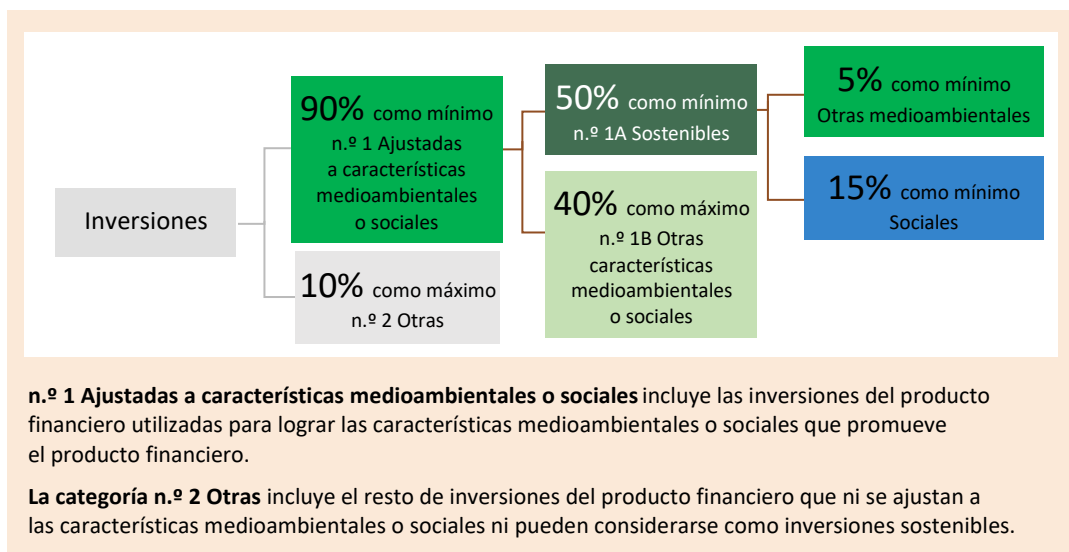 Inversiones
90% como mínimo
n.º 1 Ajustadas
a características
medioambientales
o sociales
10% como máximo
n.º 2 Otras
50% como mínimo
n.º 1A Sostenibles
40% como máximo
n.º 1B Otras
características
medioambientales
o sociales
5% como mínimo
Otras medioambientales
15% como mínimo
Sociales
n.º 1 Ajustadas a características medioambientales o sociales incluye las inversiones del producto
financiero utilizadas para lograr las características medioambientales o sociales que promueve
el producto financiero.
La categoría n.º 2 Otras incluye el resto de inversiones del producto financiero que ni se ajustan a
las características medioambientales o sociales ni pueden considerarse como inversiones sostenibles.